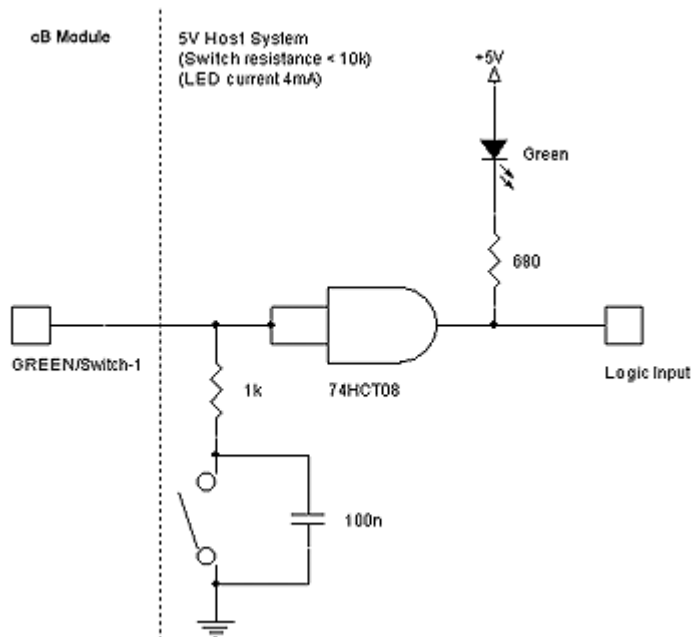 oB Module
5V Host System
(Switch resistance < 10k)
(LED current 4mA)
+5V
Green
680
GREEN/Switch-1
1k
74HCT08
Logic Input
100n